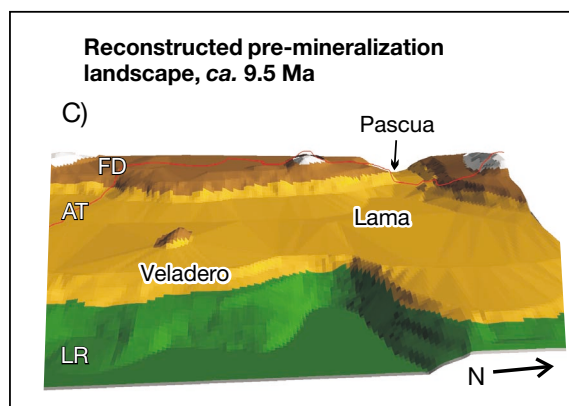 Reconstructed pre-mineralization
landscape, ca. 9.5 Ma
C)
Pascua
FD
AT
Lama
Veladero
LR
N